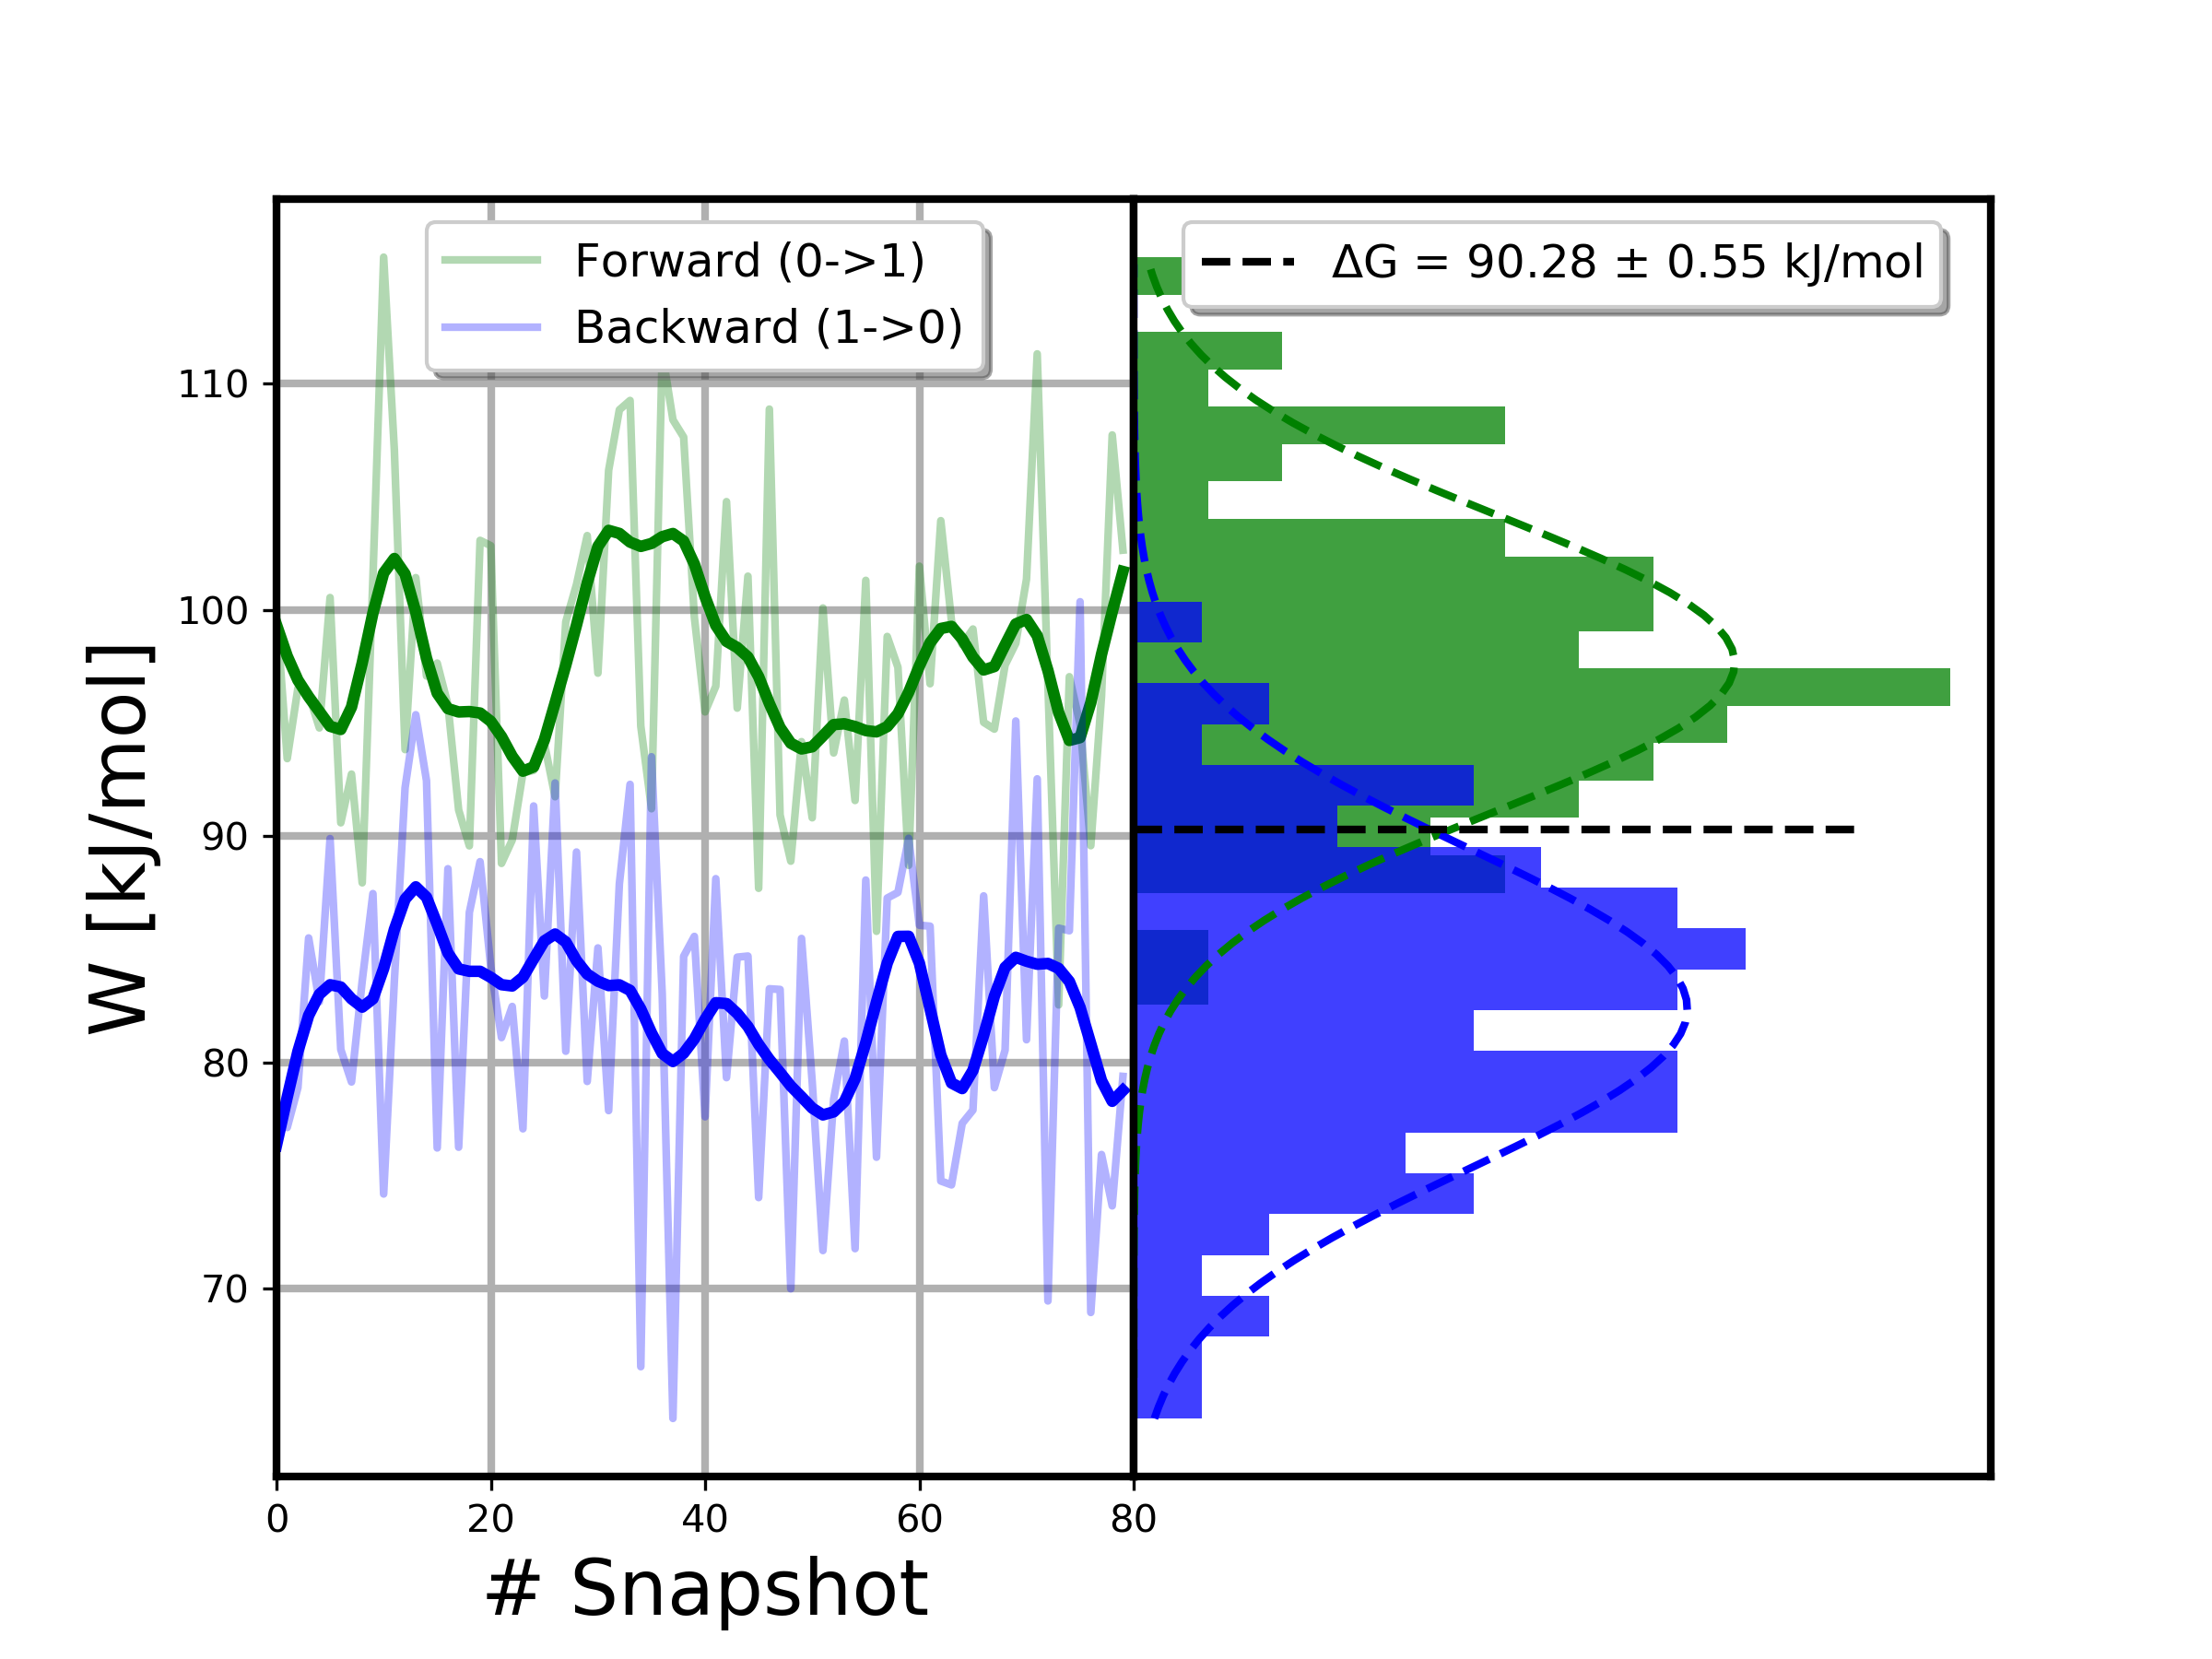 Forward (0->1)
Backward (1->0)
ΔG = 90.28 ± 0.55 kJ/mol
W [kJ/mol]
110
100
90
80
70
0 20 40 60 80
# Snapshot